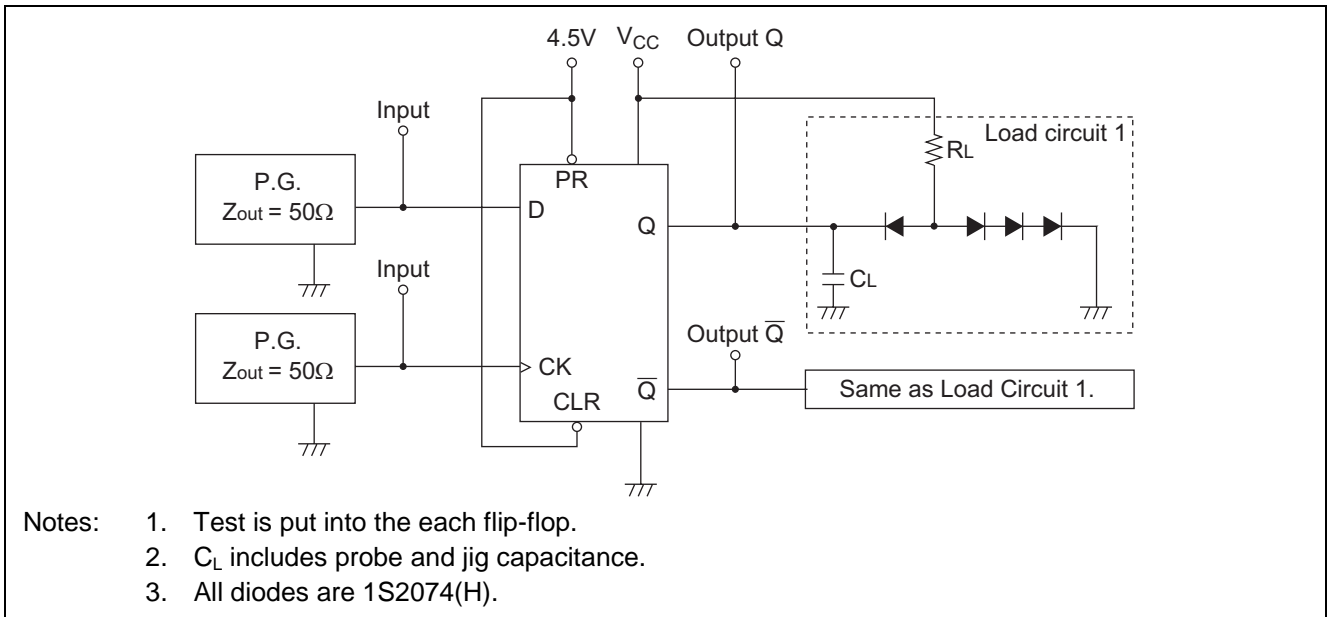 4.5V VCC Output Q
Input
Load circuit 1
RL
P.G.
Zout = 50Ω
PR
D
Q
Input
CL
P.G.
Zout = 50Ω
Output Q̅
CK
Q̅
CLR
Same as Load Circuit 1.
Notes: 1. Test is put into the each flip-flop.
2. CL includes probe and jig capacitance.
3. All diodes are 1S2074(H).